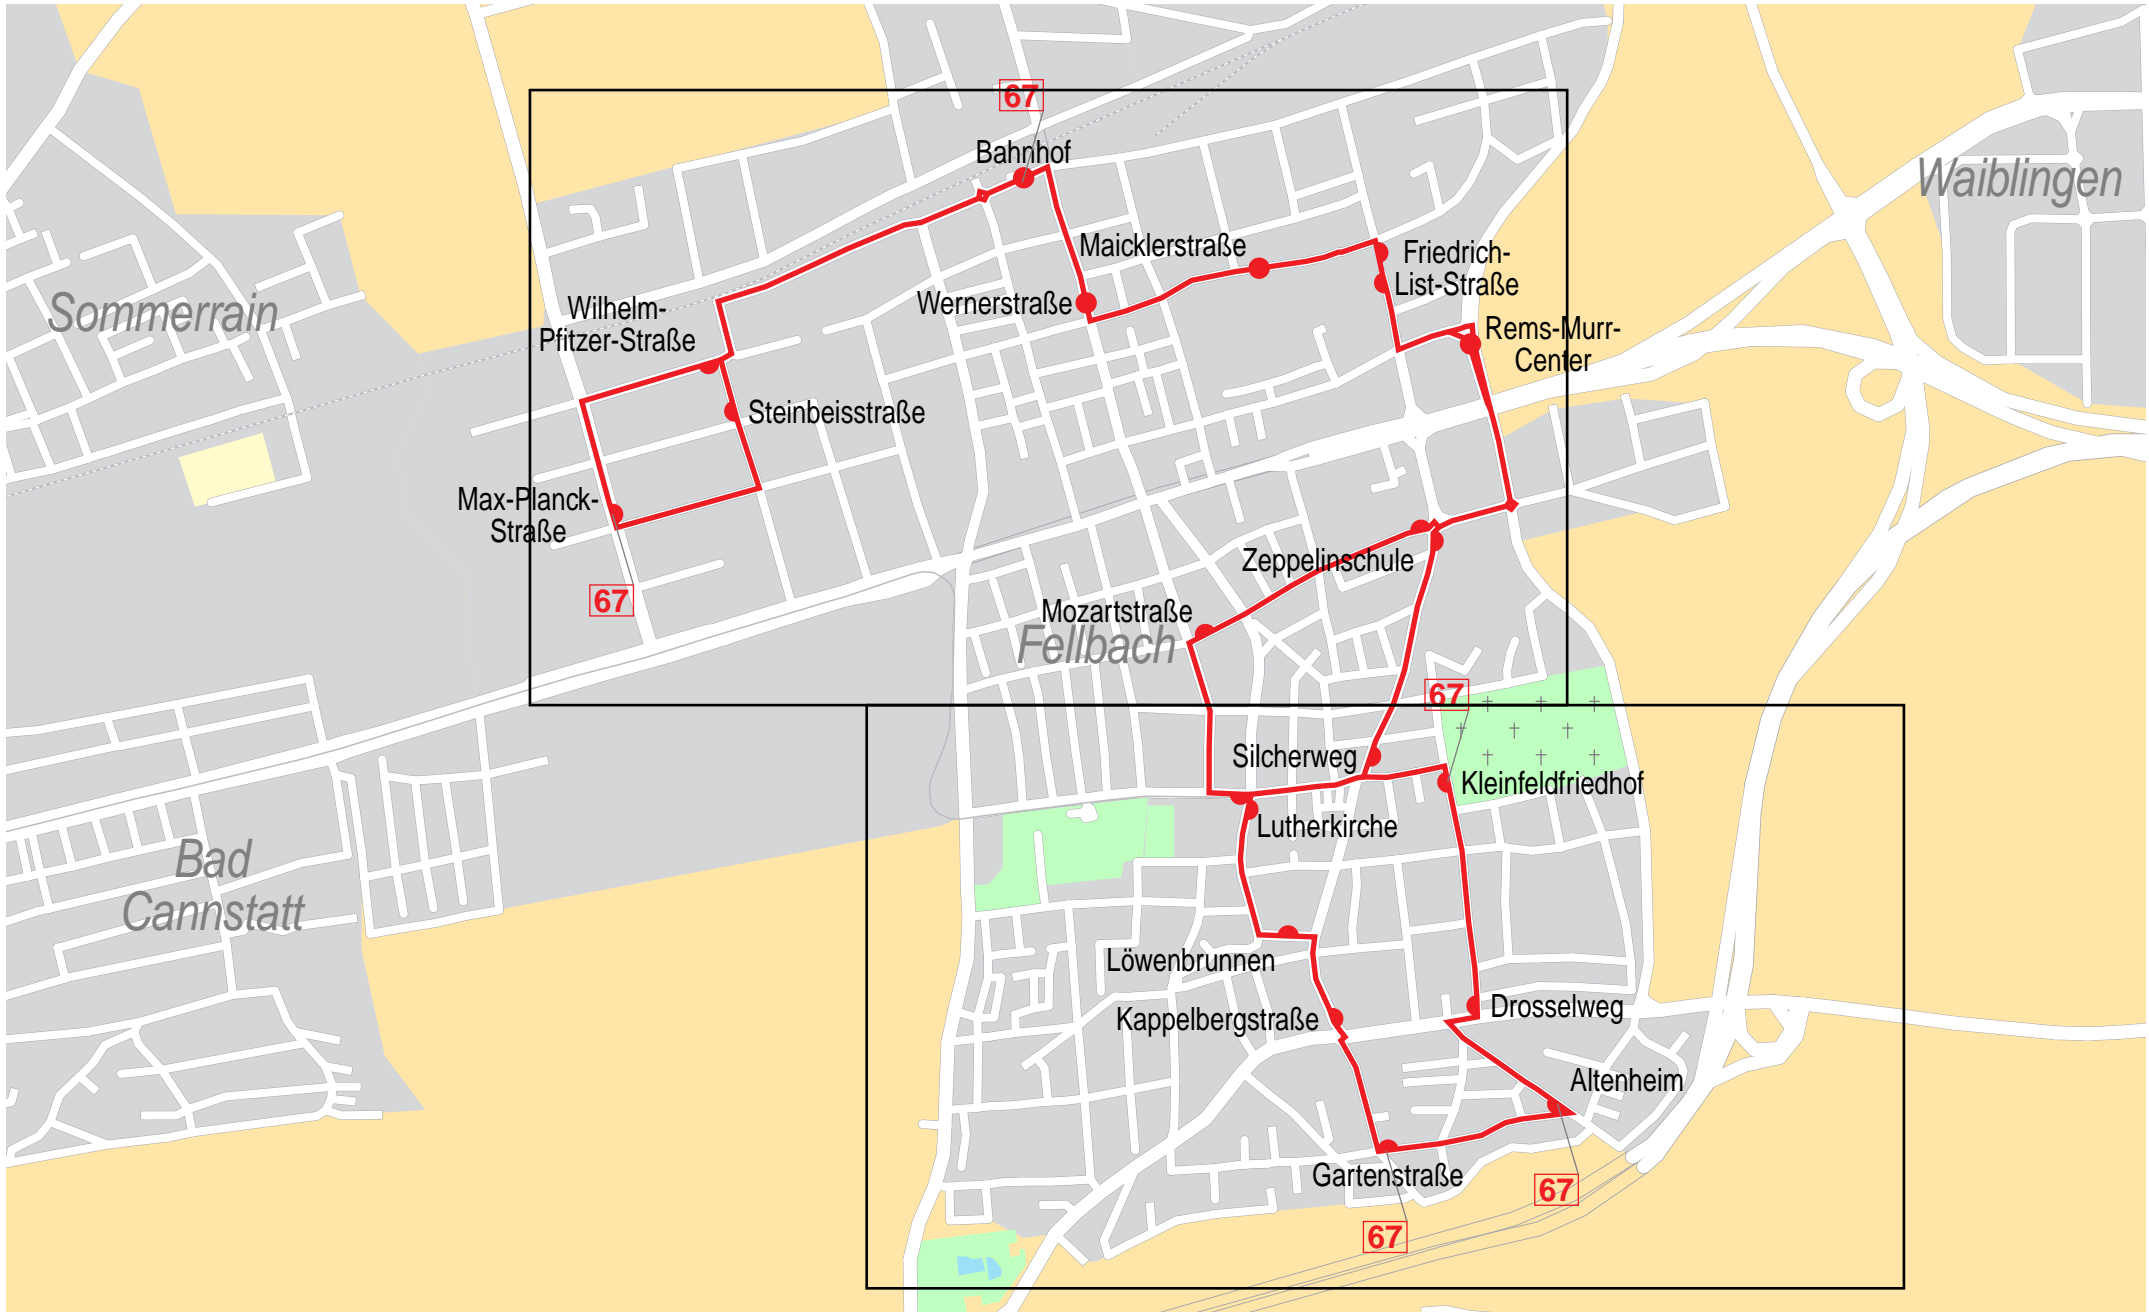 67
Bahnhof
Waiblingen
Maicklerstraße
Friedrich-
List-Straße
Sommerrain
Wilhelm-
Pfitzer-Straße
Wernerstraße
Rems-Murr-
Center
Steinbeisstraße
Max-Planck-
Straße
Zeppelinschule
67
Mozartstraße
Fellbach
67
Silcherweg
Kleinfeldfriedhof
Lutherkirche
Bad
Cannstatt
Löwenbrunnen
Drosselweg
Kappelbergstraße
Altenheim
Gartenstraße
67
67